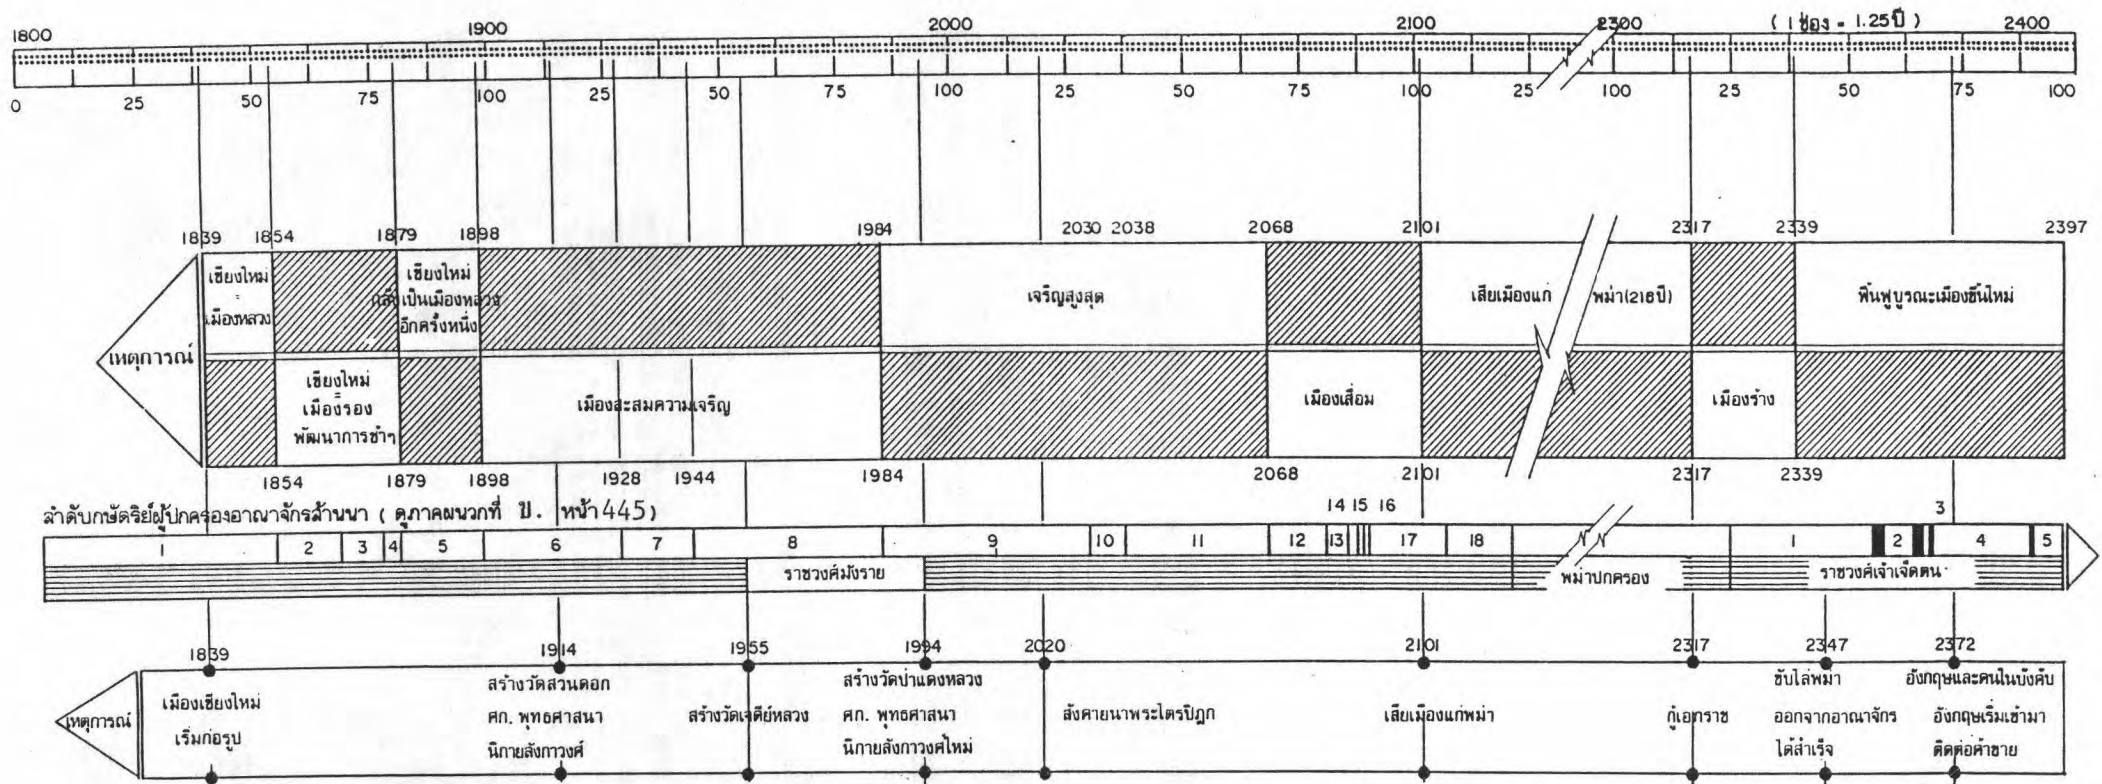 1800 1900 2000 2100 2300 ( 1 ช่อง = 1.25 ปี ) 2400
0 25 50 75 100 25 50 75 100 25 50 75 100 25 100 25 50 75 100
1839 1854 1879 1898 1984 2030 2038 2068 2101 2317 2339 2397
เหตุการณ์
เชียงใหม่
=
เมืองหลวง
เชียงใหม่
กลับเป็นเมืองหลวง
อีกครั้งหนึ่ง
เจริญสูงสุด
เสียเมืองแก่ พม่า(216ปี)
ฟื้นฟูบูรณะเมืองขึ้นใหม่
เชียงใหม่
=
เมืองรอง
พัฒนาการช้าๆ
เมืองสะสมความเจริญ
เมืองเสื่อม
เมืองร้าง
1854 1879 1898 1928 1944 1984 2068 2101 2317 2339
ลำดับกษัตริย์ผู้ปกครองอาณาจักรล้านนา ( ดูภาคผนวกที่ ป. หน้า 445)
14 15 16 3
1 2 3 4 5 6 7 8 9 10 11 12 13 17 18 1 2 4 5
ราชวงศ์มังราย พม่าปกครอง ราชวงศ์เจ้าเจ็ดตน
1839 1914 1955 1994 2020 2101 2317 2347 2372
เหตุการณ์
เมืองเชียงใหม่
เริ่มก่อรูป
สร้างวัดสวนดอก
ศก. พุทธศาสนา
นิกายลังกาวงศ์
สร้างวัดเจดีย์หลวง
สร้างวัดป่าแดงหลวง
ศก. พุทธศาสนา
นิกายลังกาวงศ์ใหม่
สังคายนาพระไตรปิฎก
เสียเมืองแก่พม่า
กู้เอกราช
ขับไล่พม่า
ออกจากอาณาจักร
ได้สำเร็จ
อังกฤษและคนในบังคับ
อังกฤษเริ่มเข้ามา
ติดต่อค้าขาย